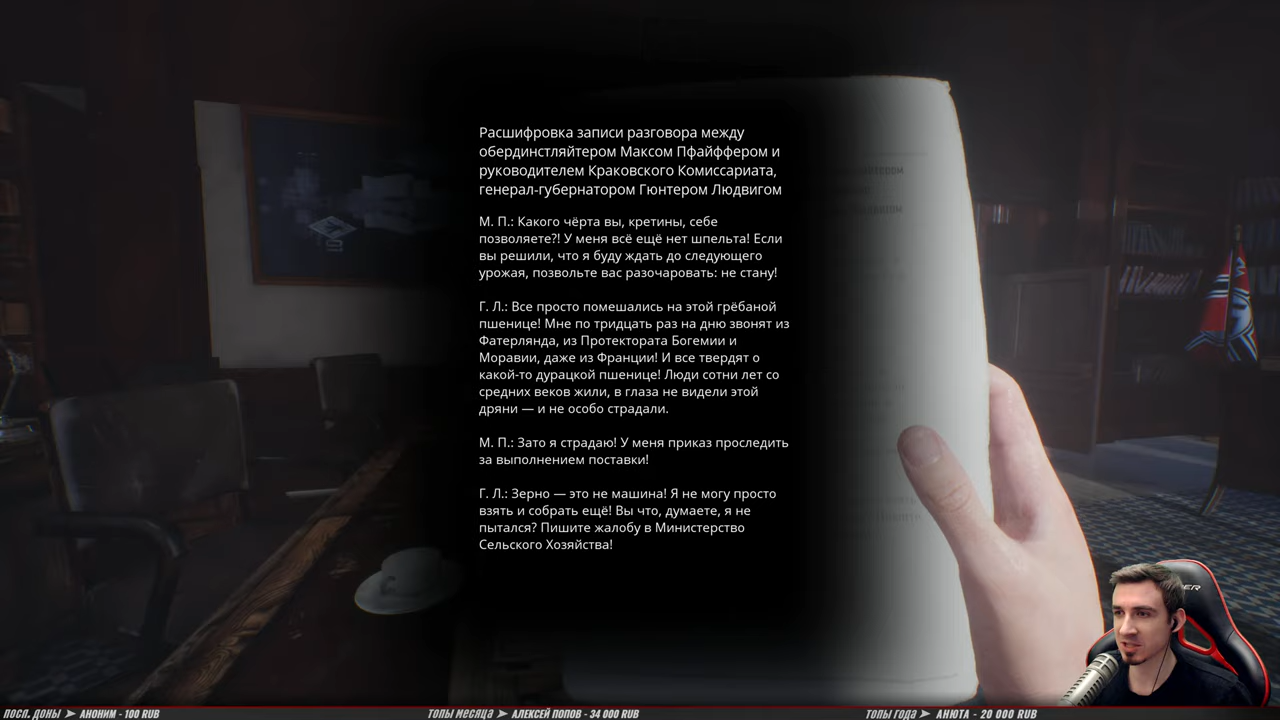 Расшифровка записи разговора между
обердинстляйтером Максом Пфайффером и
руководителем Краковского Комиссариата,
генерал-губернатором Гюнтером Людвигом
М. П.: Какого чёрта вы, кретины, себе
позволяете?! У меня всё ещё нет шпельта! Если
вы решили, что я буду ждать до следующего
урожая, позвольте вас разочаровать: не стану!
Г. Л.: Все просто помешались на этой грёбаной
пшенице! Мне по тридцать раз на дню звонят из
Фатерлянда, из Протектората Богемии и
Моравии, даже из Франции! И все твердят о
какой-то дурацкой пшенице! Люди сотни лет со
средних веков жили, в глаза не видели этой
дряни — и не особо страдали.
М. П.: Зато я страдаю! У меня приказ проследить
за выполнением поставки!
Г. Л.: Зерно — это не машина! Я не могу просто
взять и собрать ещё! Вы что, думаете, я не
пытался? Пишите жалобу в Министерство
Сельского Хозяйства!
посл. доны ➤ АНОНИМ - 100 RUB
топы месяца ➤ АЛЕКСЕЙ ПОПОВ - 34 000 RUB
топы года ➤ АНЮТА - 20 000 RUB